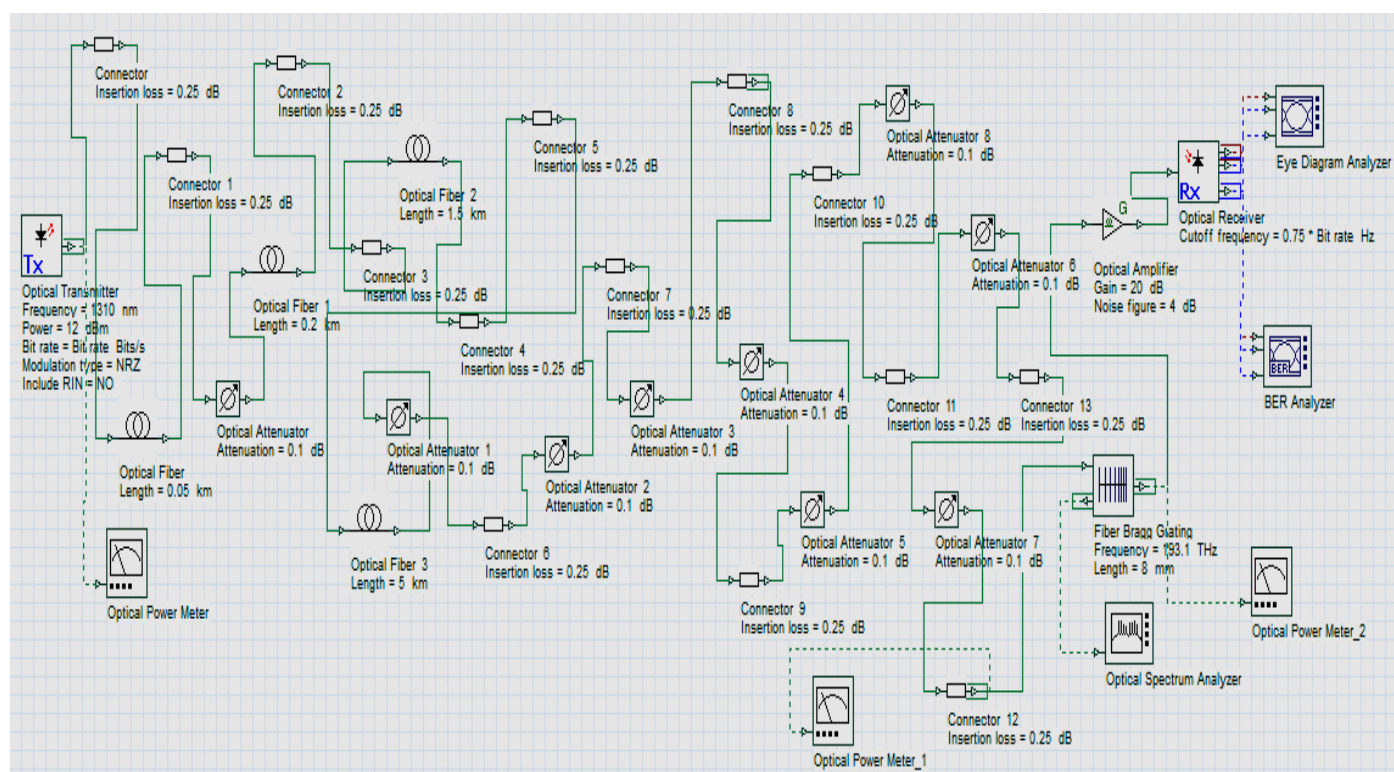 Connector
Insertion loss = 0.25 dB
Connector 2
Insertion loss = 0.25 dB
Connector 8
Insertion loss = 0.25 dB
Optical Attenuator 8
Attenuation = 0.1 dB
Eye Diagram Analyzer
Connector 5
Insertion loss = 0.25 dB
Connector 1
Insertion loss = 0.25 dB
Optical Fiber 2
Length = 1.5 km
Connector 10
Insertion loss = 0.25 dB
Rx
Optical Receiver
Cutoff frequency = 0.75 * Bit rate Hz
G
Tx
Optical Transmitter
Frequency = 1310 nm
Power = 12 dBm
Bit rate = Bit rate Bits/s
Modulation type = NRZ
Include RIN = NO
Optical Fiber 1
Length = 0.2 km
Connector 3
Insertion loss = 0.25 dB
Connector 7
Insertion loss = 0.25 dB
Optical Attenuator 6
Attenuation = 0.1 dB
Optical Amplifier
Gain = 20 dB
Noise figure = 4 dB
Connector 4
Insertion loss = 0.25 dB
BER
BER Analyzer
Optical Attenuator
Attenuation = 0.1 dB
Optical Attenuator 1
Attenuation = 0.1 dB
Optical Attenuator 3
Attenuation = 0.1 dB
Optical Attenuator 4
Attenuation = 0.1 dB
Connector 11
Insertion loss = 0.25 dB
Connector 13
Insertion loss = 0.25 dB
Optical Fiber
Length = 0.05 km
Optical Attenuator 2
Attenuation = 0.1 dB
Optical Fiber 3
Length = 5 km
Connector 6
Insertion loss = 0.25 dB
Optical Attenuator 5
Attenuation = 0.1 dB
Optical Attenuator 7
Attenuation = 0.1 dB
Fiber Bragg Grating
Frequency = 193.1 THz
Length = 8 mm
Optical Power Meter
Connector 9
Insertion loss = 0.25 dB
Optical Power Meter_2
Optical Spectrum Analyzer
Connector 12
Insertion loss = 0.25 dB
Optical Power Meter_1